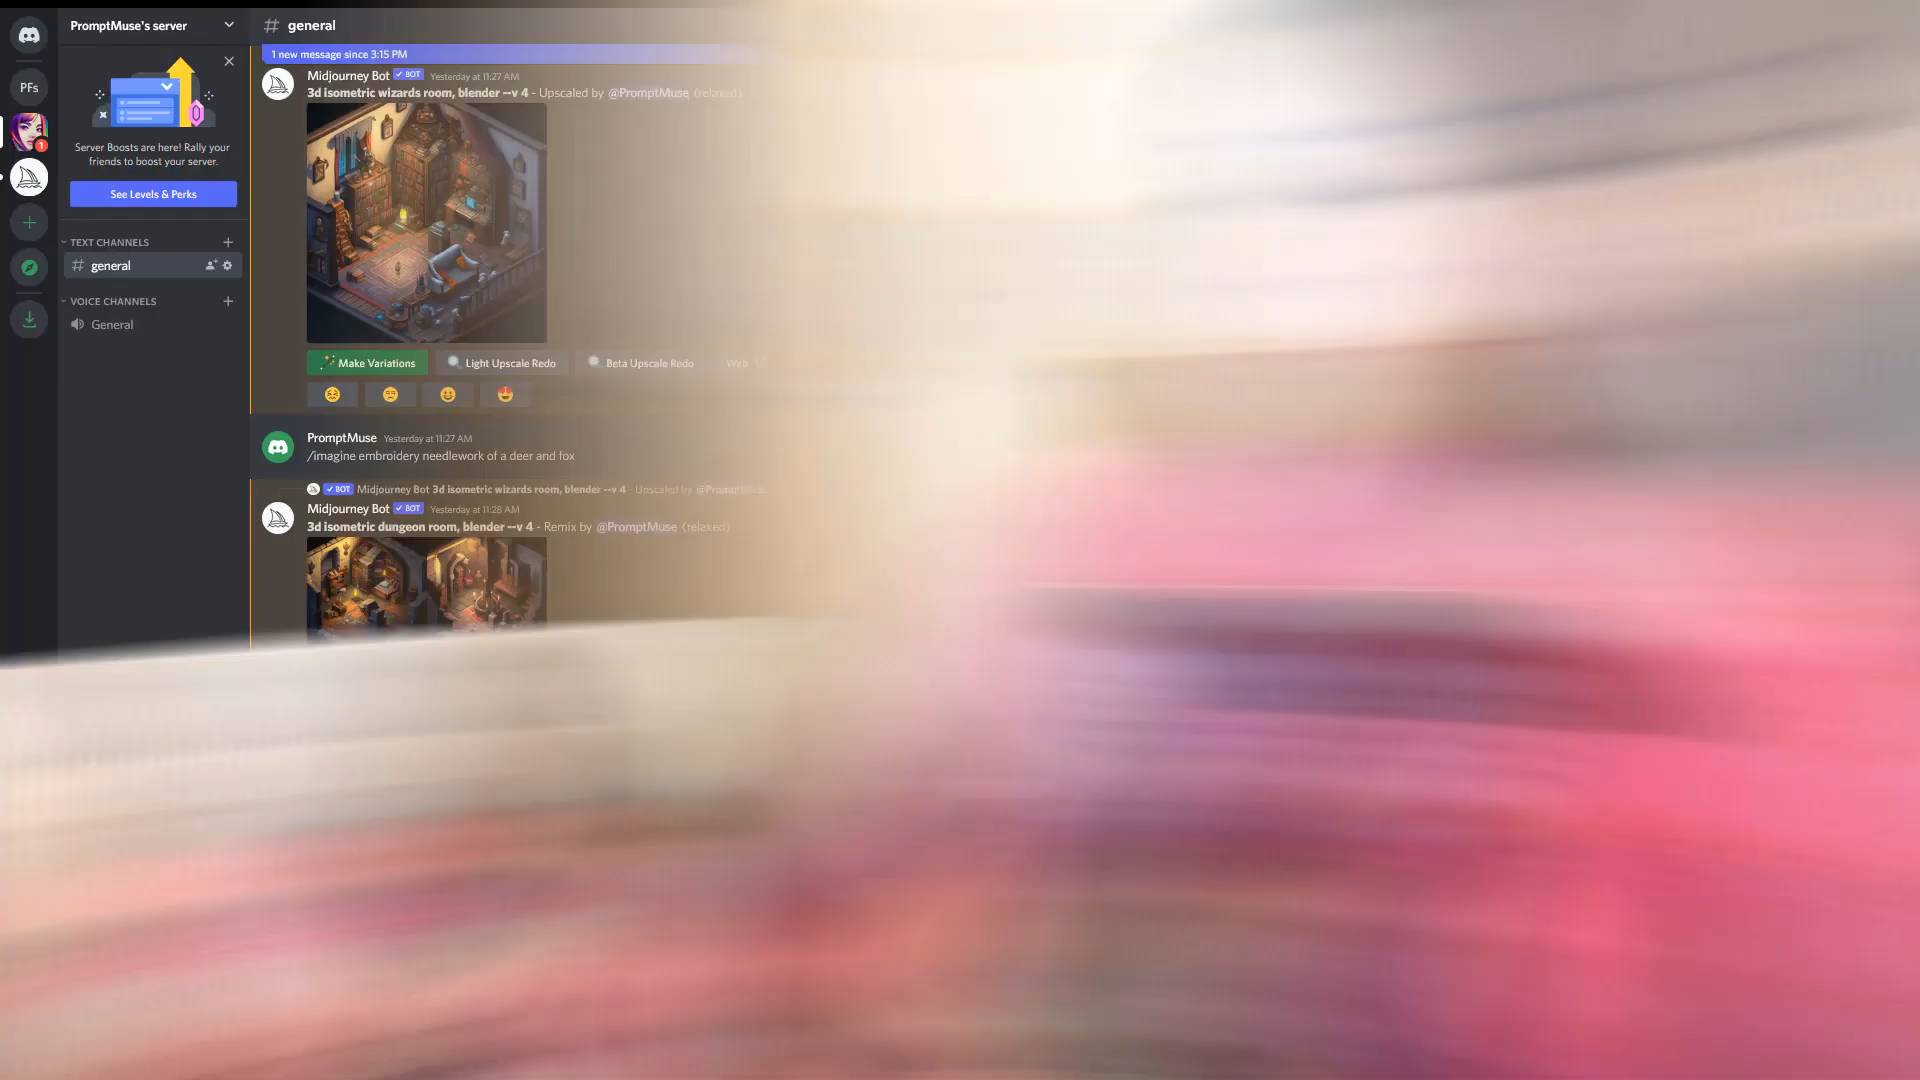 PromptMuse's server
general
1 new message since 3:15 PM
PFs
1
Server Boosts are here! Rally your
friends to boost your server.
See Levels & Perks
TEXT CHANNELS
general
VOICE CHANNELS
General
Midjourney Bot BOT Yesterday at 11:27 AM
3d isometric wizards room, blender --v 4 - Upscaled by @PromptMuse (relaxed)
Make Variations
Light Upscale Redo
Beta Upscale Redo
Web
PromptMuse Yesterday at 11:27 AM
/imagine embroidery needlework of a deer and fox
BOT Midjourney Bot 3d isometric wizards room, blender --v 4 - Upscaled by @PromptMuse
Midjourney Bot BOT Yesterday at 11:28 AM
3d isometric dungeon room, blender --v 4 - Remix by @PromptMuse (relaxed)